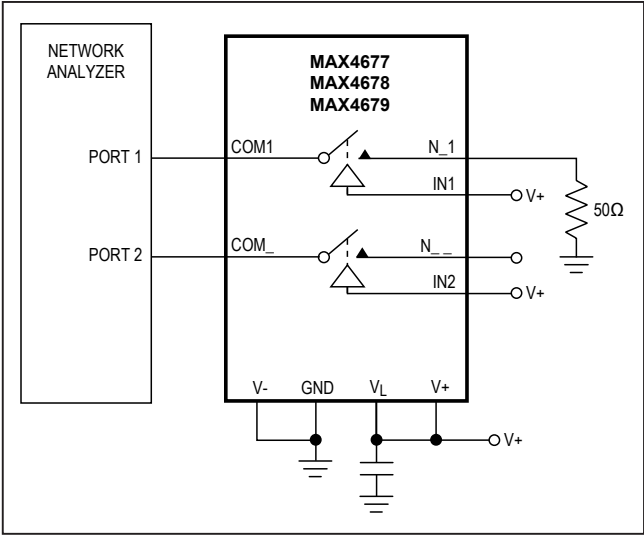 NETWORK
ANALYZER
MAX4677
MAX4678
MAX4679
PORT 1
COM1
N_1
IN1
V+
50Ω
PORT 2
COM_
N_ _
IN2
V+
V-
GND
VL
V+
V+